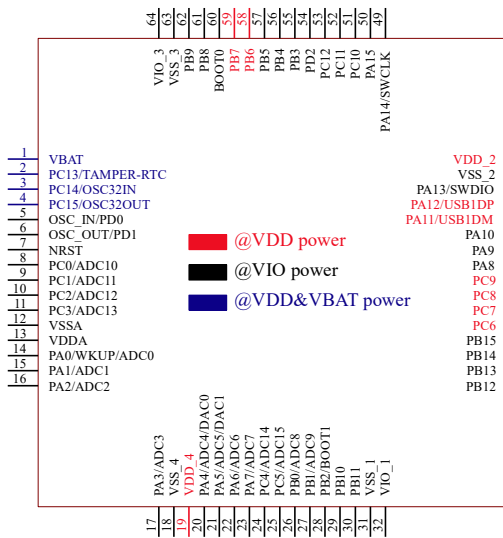 64 63 62 61 60 59 58 57 56 55 54 53 52 51 50 49
VIO_3
VSS_3
PB9
PB8
BOOT0
PB7
PB6
PB5
PB4
PB3
PD2
PC12
PC11
PC10
PA15
PA14/SWCLK
1 VBAT
2 PC13/TAMPER-RTC
3 PC14/OSC32IN
4 PC15/OSC32OUT
5 OSC_IN/PD0
6 OSC_OUT/PD1
7 NRST
8 PC0/ADC10
9 PC1/ADC11
10 PC2/ADC12
11 PC3/ADC13
12 VSSA
13 VDDA
14 PA0/WKUP/ADC0
15 PA1/ADC1
16 PA2/ADC2
@VDD power
@VIO power
@VDD&VBAT power
VDD_2
VSS_2
PA13/SWDIO
PA12/USB1DP
PA11/USB1DM
PA10
PA9
PA8
PC9
PC8
PC7
PC6
PB15
PB14
PB13
PB12
PA3/ADC3
VSS_4
VDD_4
PA4/ADC4/DAC0
PA5/ADC5/DAC1
PA6/ADC6
PA7/ADC7
PC4/ADC14
PC5/ADC15
PB0/ADC8
PB1/ADC9
PB2/BOOT1
PB10
PB11
VSS_1
VIO_1
17 18 19 20 21 22 23 24 25 26 27 28 29 30 31 32